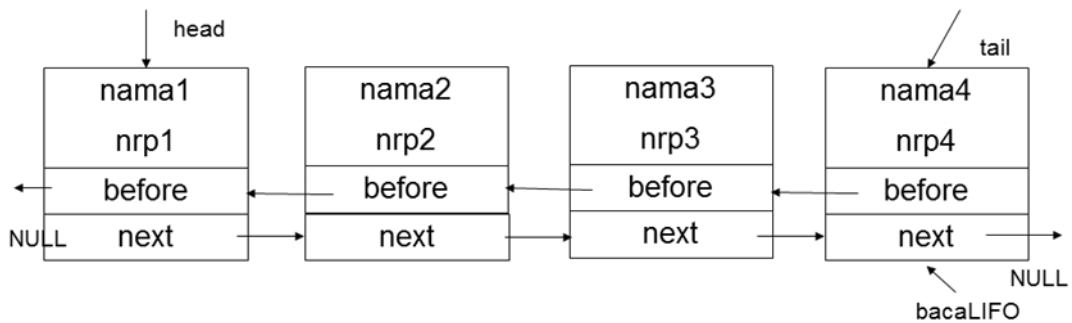 head
tail
nama1
nrp1
before
next
nama2
nrp2
before
next
nama3
nrp3
before
next
nama4
nrp4
before
next
NULL
NULL
bacaLIFO